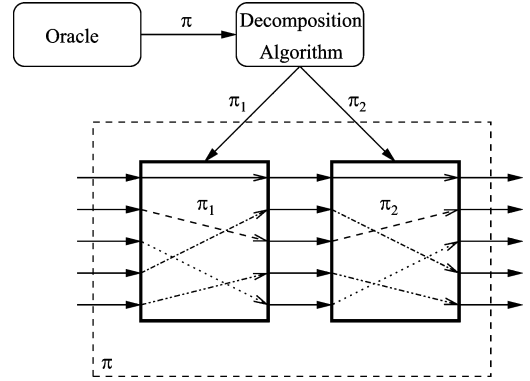 Oracle
π
Decomposition
Algorithm
π₁
π₂
π₁
π₂
π